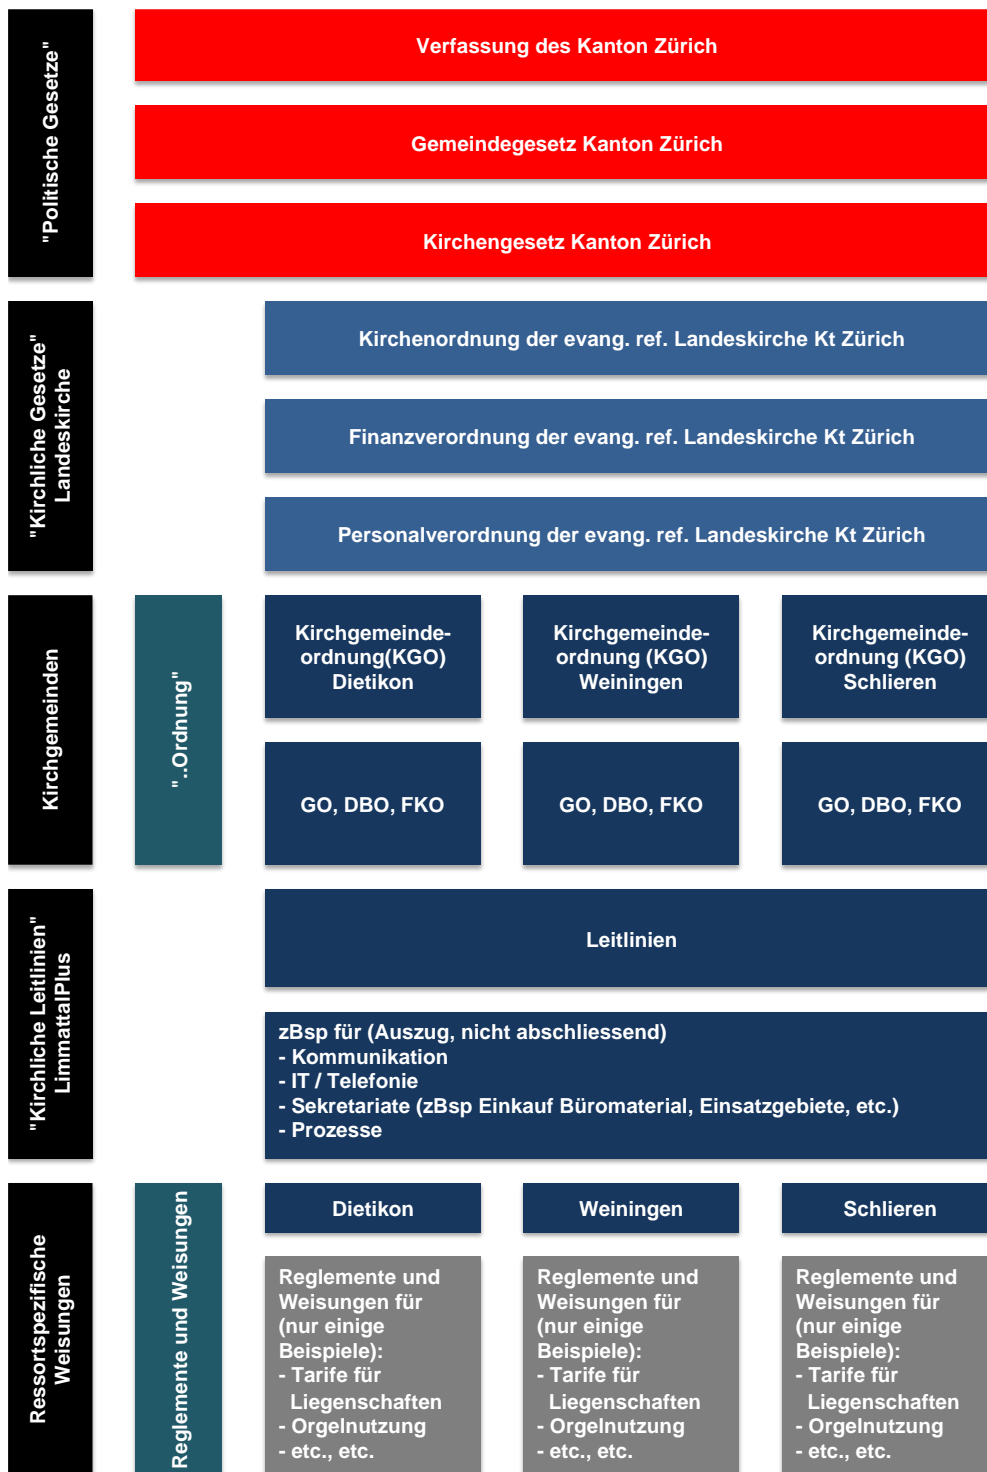 "Politische Gesetze"
Verfassung des Kanton Zürich
Gemeindegesetz Kanton Zürich
Kirchengesetz Kanton Zürich
"Kirchliche Gesetze"
Landeskirche
Kirchenordnung der evang. ref. Landeskirche Kt Zürich
Finanzverordnung der evang. ref. Landeskirche Kt Zürich
Personalverordnung der evang. ref. Landeskirche Kt Zürich
Kirchgemeinden
"..Ordnung"
Kirchgemeinde-
ordnung(KGO)
Dietikon
Kirchgemeinde-
ordnung (KGO)
Weiningen
Kirchgemeinde-
ordnung (KGO)
Schlieren
GO, DBO, FKO
GO, DBO, FKO
GO, DBO, FKO
"Kirchliche Leitlinien"
LimmattalPlus
Leitlinien
zBsp für (Auszug, nicht abschliessend)
- Kommunikation
- IT / Telefonie
- Sekretariate (zBsp Einkauf Büromaterial, Einsatzgebiete, etc.)
- Prozesse
Ressortspezifische
Weisungen
Reglemente und Weisungen
Dietikon
Weiningen
Schlieren
Reglemente und
Weisungen für
(nur einige
Beispiele):
- Tarife für
Liegenschaften
- Orgelnutzung
- etc., etc.
Reglemente und
Weisungen für
(nur einige
Beispiele):
- Tarife für
Liegenschaften
- Orgelnutzung
- etc., etc.
Reglemente und
Weisungen für
(nur einige
Beispiele):
- Tarife für
Liegenschaften
- Orgelnutzung
- etc., etc.